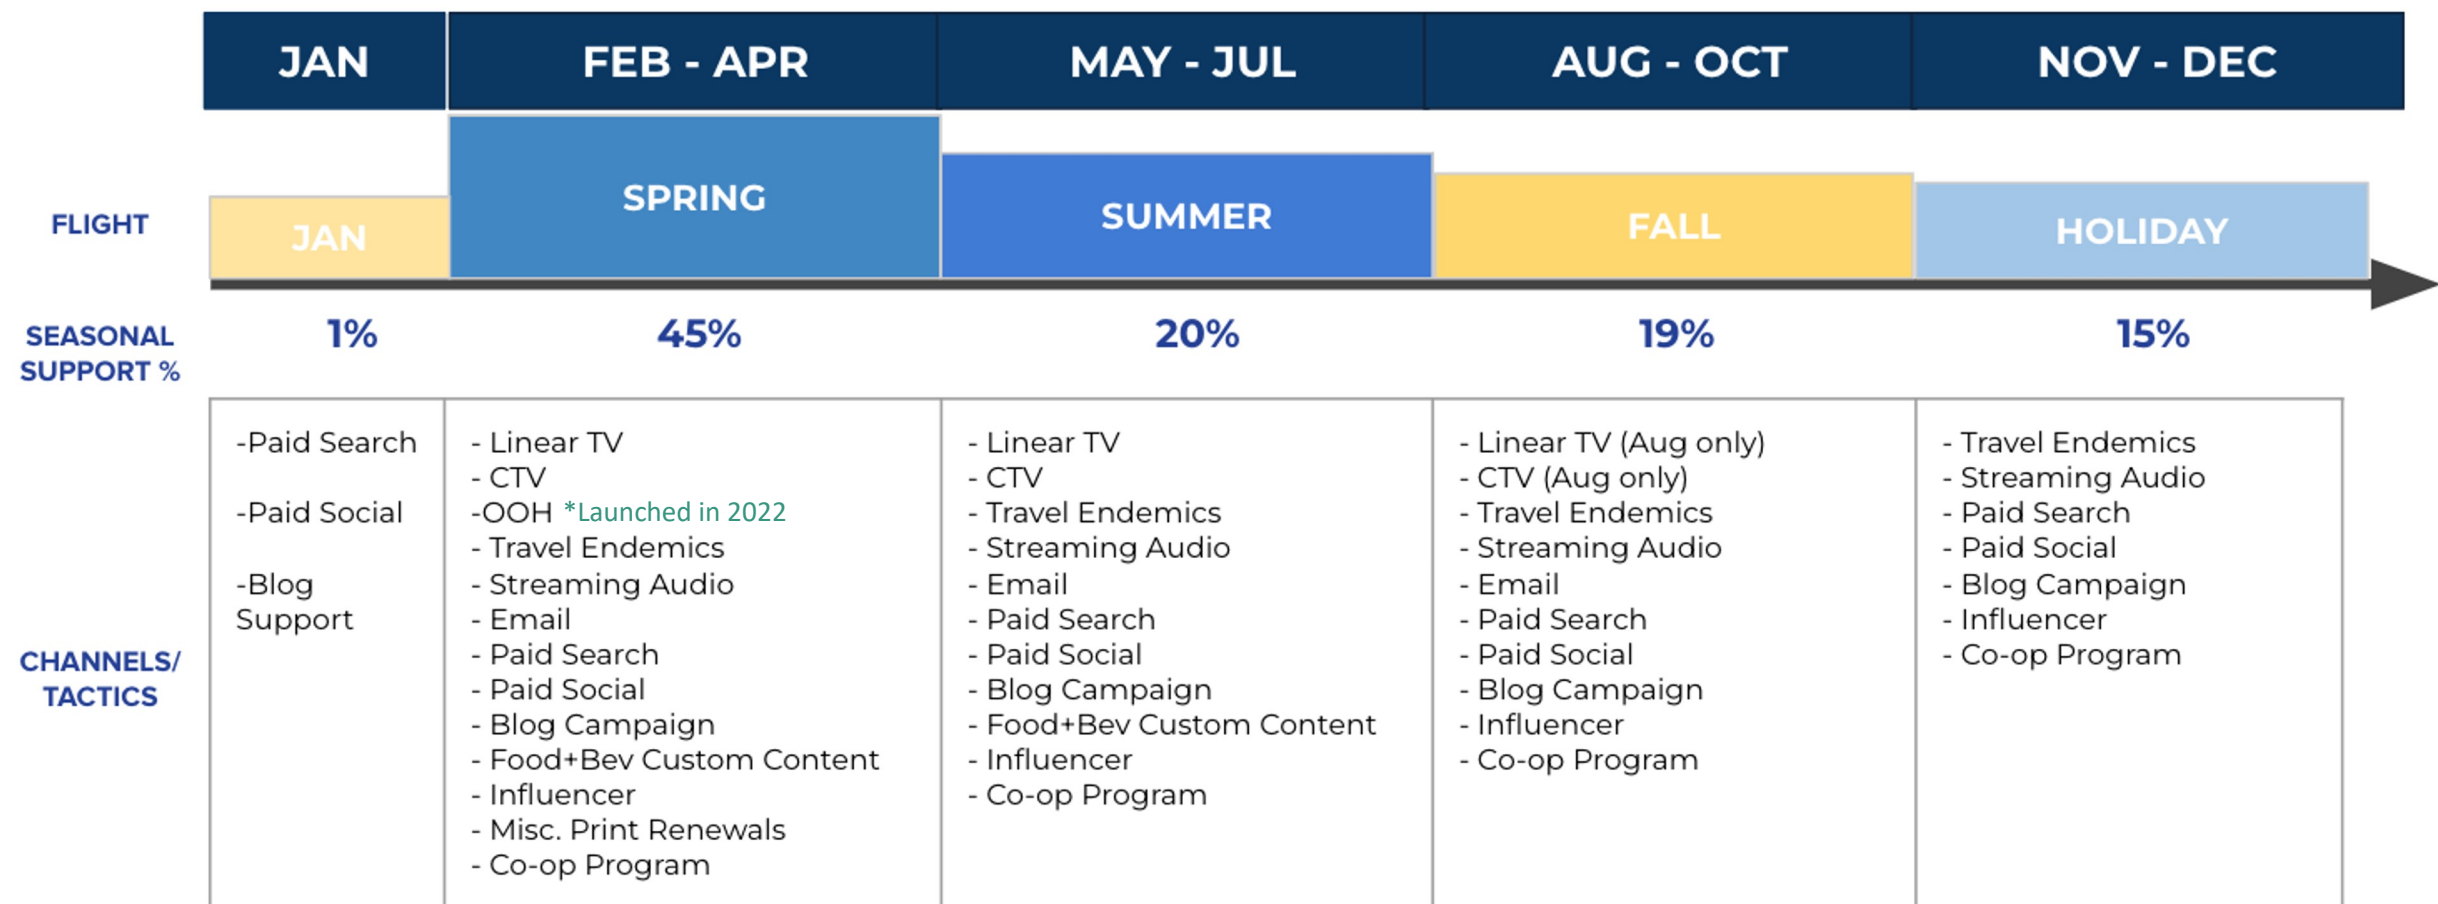 JAN
FEB - APR
MAY - JUL
AUG - OCT
NOV - DEC
FLIGHT
JAN
SPRING
SUMMER
FALL
HOLIDAY
SEASONAL
SUPPORT %
1%
45%
20%
19%
15%
CHANNELS/
TACTICS
-Paid Search
-Paid Social
-Blog
Support
- Linear TV
- CTV
-OOH *Launched in 2022
- Travel Endemics
- Streaming Audio
- Email
- Paid Search
- Paid Social
- Blog Campaign
- Food+Bev Custom Content
- Influencer
- Misc. Print Renewals
- Co-op Program
- Linear TV
- CTV
- Travel Endemics
- Streaming Audio
- Email
- Paid Search
- Paid Social
- Blog Campaign
- Food+Bev Custom Content
- Influencer
- Co-op Program
- Linear TV (Aug only)
- CTV (Aug only)
- Travel Endemics
- Streaming Audio
- Email
- Paid Search
- Paid Social
- Blog Campaign
- Influencer
- Co-op Program
- Travel Endemics
- Streaming Audio
- Paid Search
- Paid Social
- Blog Campaign
- Influencer
- Co-op Program